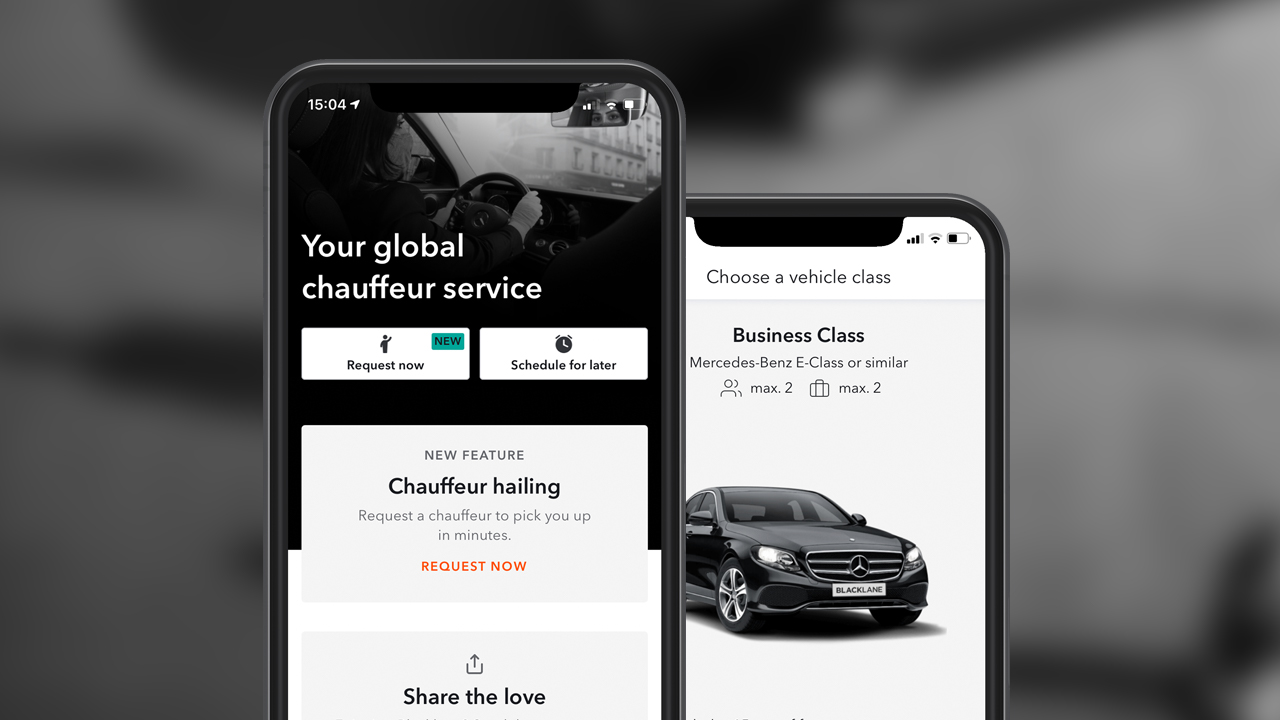 15:04
Your global
chauffeur service
NEW
Request now
Schedule for later
NEW FEATURE
Chauffeur hailing
Request a chauffeur to pick you up
in minutes.
REQUEST NOW
Share the love
Choose a vehicle class
Business Class
Mercedes-Benz E-Class or similar
max. 2 max. 2
BLACKLANE